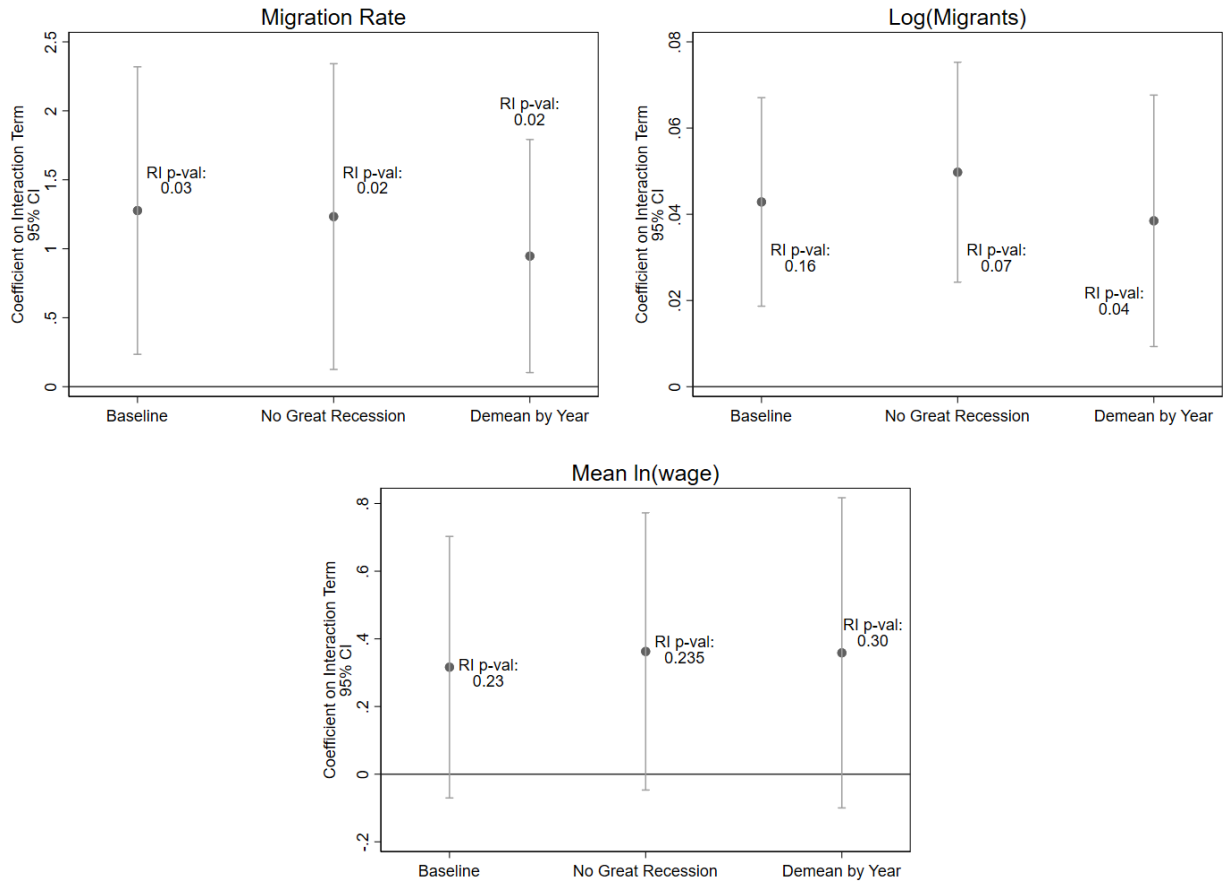 Migration Rate
Coefficient on Interaction Term
95% CI
2.5
2
1.5
1
.5
0
RI p-val:
0.03
RI p-val:
0.02
RI p-val:
0.02
Baseline
No Great Recession
Demean by Year
Log(Migrants)
Coefficient on Interaction Term
95% CI
.08
.06
.04
.02
0
RI p-val:
0.16
RI p-val:
0.07
RI p-val:
0.04
Baseline
No Great Recession
Demean by Year
Mean ln(wage)
Coefficient on Interaction Term
95% CI
.8
.6
.4
.2
0
-.2
RI p-val:
0.23
RI p-val:
0.235
RI p-val:
0.30
Baseline
No Great Recession
Demean by Year